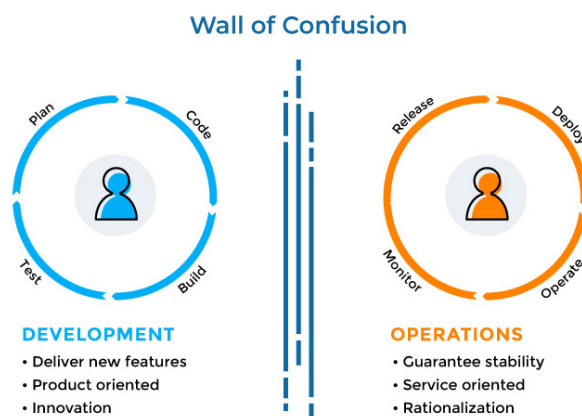 Wall of Confusion
Plan
Code
Test
Build
Release
Deploy
Monitor
Operate
DEVELOPMENT
• Deliver new features
• Product oriented
• Innovation
OPERATIONS
• Guarantee stability
• Service oriented
• Rationalization